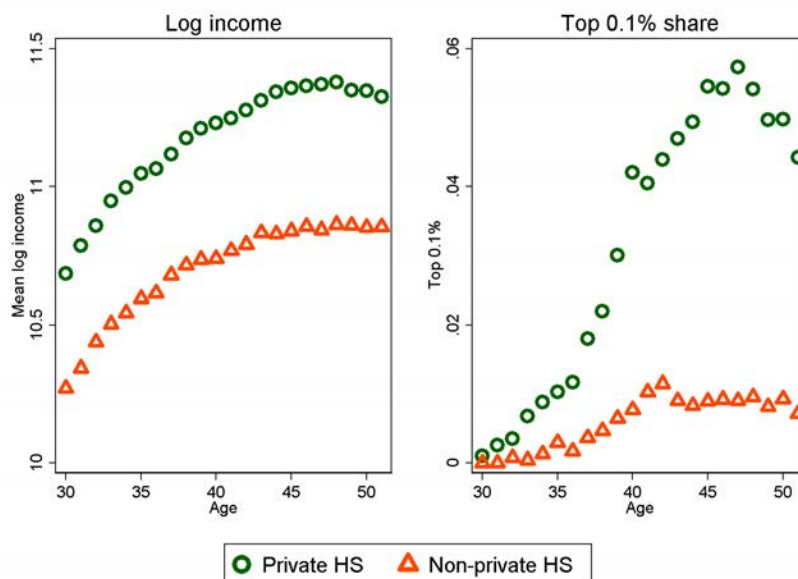 Log income
Top 0.1% share
Mean log income
11.5
11
10.5
10
30 35 40 45 50
Age
Top 0.1%
.06
.04
.02
0
30 35 40 45 50
Age
Private HS Non-private HS